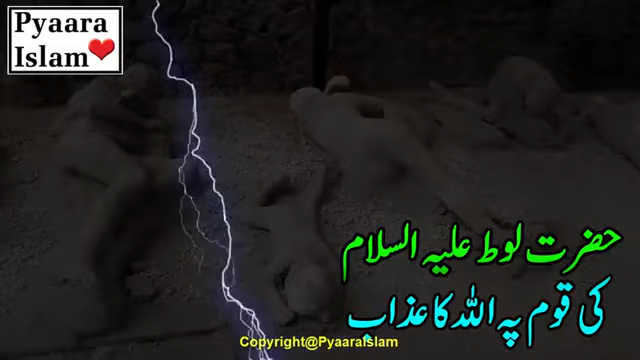 Pyaara
Islam
حضرت لوط علیہ السلام
کی قوم پہ اللہ کا عذاب
Copyright@PyaaraIslam